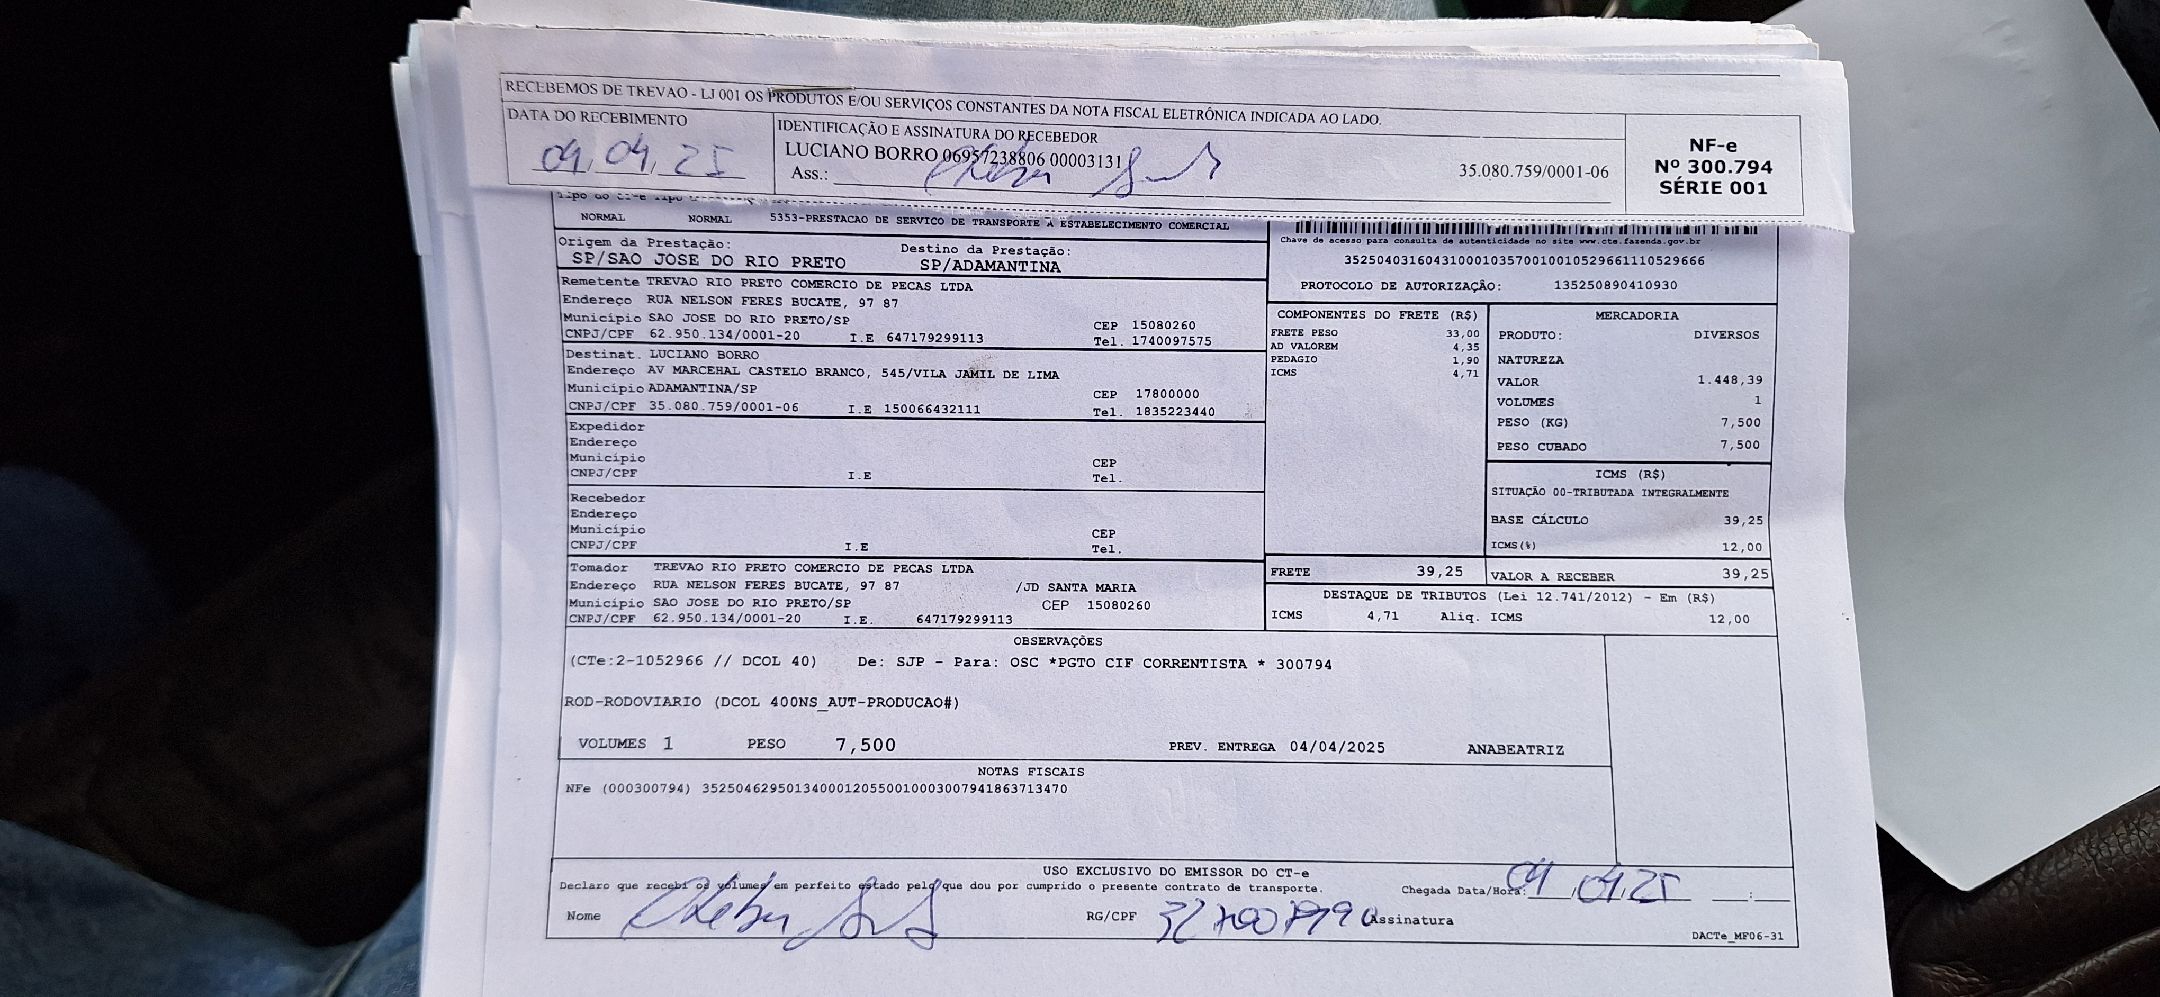 RECEBEMOS DE TREVAO - LJ 001 OS PRODUTOS E/OU SERVIÇOS CONSTANTES DA NOTA FISCAL ELETRÔNICA INDICADA AO LADO.
DATA DO RECEBIMENTO
04, 04, 25
IDENTIFICAÇÃO E ASSINATURA DO RECEBEDOR
LUCIANO BORRO 06957238806 00003131
Ass.:
35.080.759/0001-06
NF-e
Nº 300.794
SÉRIE 001
NORMAL NORMAL 5353-PRESTACAO DE SERVICO DE TRANSPORTE A ESTABELECIMENTO COMERCIAL
Origem da Prestação: Destino da Prestação:
SP/SAO JOSE DO RIO PRETO SP/ADAMANTINA
Chave de acesso para consulta de autenticidade no site www.cte.fazenda.gov.br
35250403160431000103570010010529661110529666
PROTOCOLO DE AUTORIZAÇÃO: 135250890410930
Remetente TREVAO RIO PRETO COMERCIO DE PECAS LTDA
Endereço RUA NELSON FERES BUCATE, 97 87
Município SAO JOSE DO RIO PRETO/SP CEP 15080260
CNPJ/CPF 62.950.134/0001-20 I.E 647179299113 Tel. 1740097575
Destinat. LUCIANO BORRO
Endereço AV MARCEHAL CASTELO BRANCO, 545/VILA JAMIL DE LIMA
Município ADAMANTINA/SP CEP 17800000
CNPJ/CPF 35.080.759/0001-06 I.E 150066432111 Tel. 1835223440
Expedidor
Endereço
Município CEP
CNPJ/CPF I.E Tel.
Recebedor
Endereço
Município CEP
CNPJ/CPF I.E Tel.
Tomador TREVAO RIO PRETO COMERCIO DE PECAS LTDA
Endereço RUA NELSON FERES BUCATE, 97 87 /JD SANTA MARIA
Município SAO JOSE DO RIO PRETO/SP CEP 15080260
CNPJ/CPF 62.950.134/0001-20 I.E. 647179299113
COMPONENTES DO FRETE (R$)
FRETE PESO 33,00
AD VALOREM 4,35
PEDAGIO 1,90
ICMS 4,71
FRETE 39,25
MERCADORIA
PRODUTO: DIVERSOS
NATUREZA
VALOR 1.448,39
VOLUMES 1
PESO (KG) 7,500
PESO CUBADO 7,500
ICMS (R$)
SITUAÇÃO 00-TRIBUTADA INTEGRALMENTE
BASE CÁLCULO 39,25
ICMS(%) 12,00
VALOR A RECEBER 39,25
DESTAQUE DE TRIBUTOS (Lei 12.741/2012) - Em (R$)
ICMS 4,71 Aliq. ICMS 12,00
OBSERVAÇÕES
(CTe:2-1052966 // DCOL 40) De: SJP - Para: OSC *PGTO CIF CORRENTISTA * 300794
ROD-RODOVIARIO (DCOL 400NS_AUT-PRODUCAO#)
VOLUMES 1 PESO 7,500 PREV. ENTREGA 04/04/2025 ANABEATRIZ
NOTAS FISCAIS
NFe (000300794) 35250462950134000120550010003007941863713470
USO EXCLUSIVO DO EMISSOR DO CT-e
Declaro que recebi os volumes em perfeito estado pelo que dou por cumprido o presente contrato de transporte. Chegada Data/Hora: 04 04 25 :
Nome RG/CPF Assinatura
DACTe_MF06-31